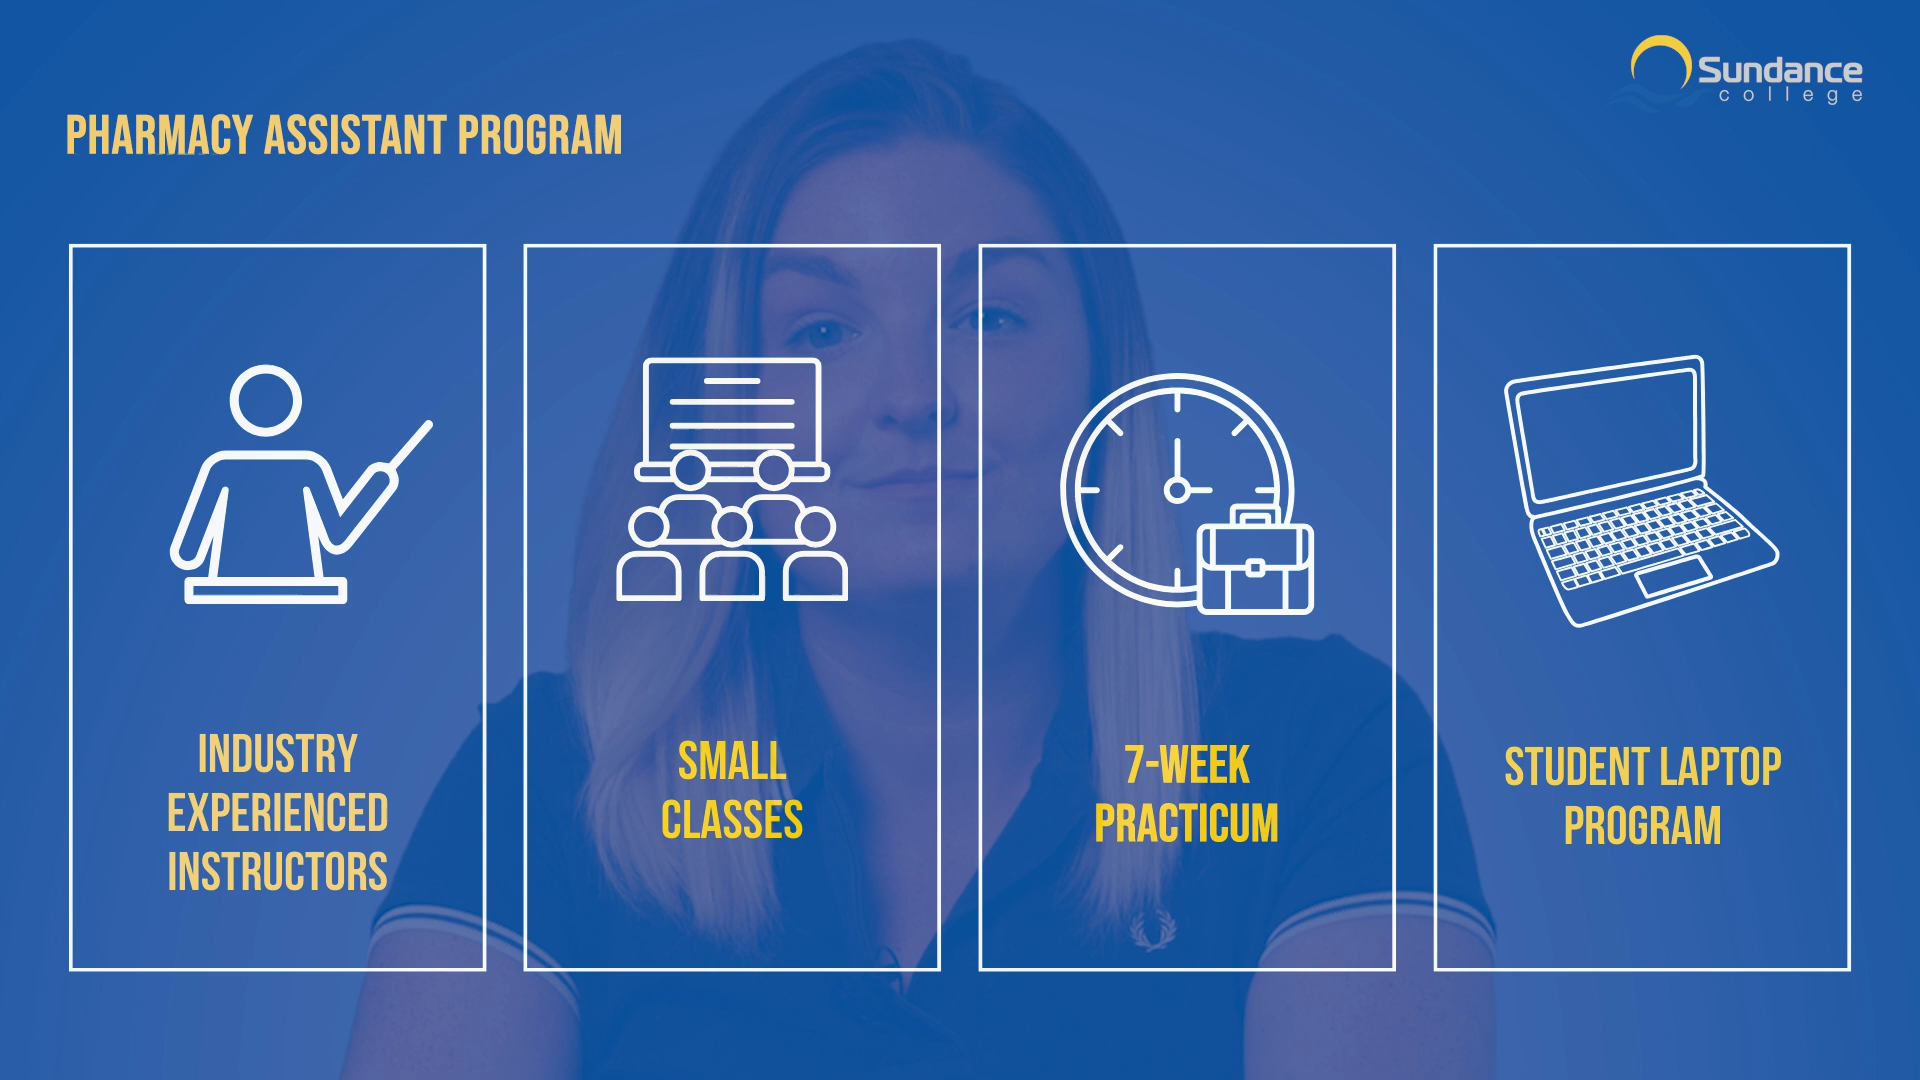 Sundance
college
PHARMACY ASSISTANT PROGRAM
INDUSTRY
EXPERIENCED
INSTRUCTORS
SMALL
CLASSES
7-WEEK
PRACTICUM
STUDENT LAPTOP
PROGRAM